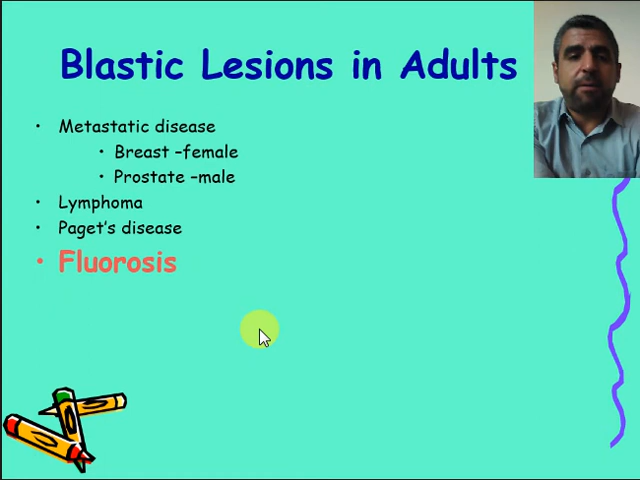 Blastic Lesions in Adults
• Metastatic disease
• Breast –female
• Prostate –male
• Lymphoma
• Paget's disease
• Fluorosis